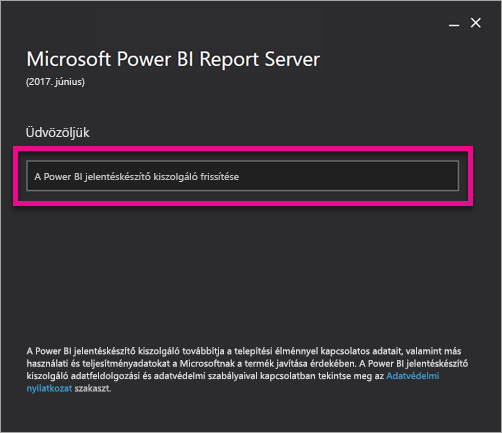 Microsoft Power BI Report Server
(2017. június)
Üdvözöljük
A Power BI jelentéskészítő kiszolgáló frissítése
A Power BI jelentéskészítő kiszolgáló továbbítja a telepítési élménnyel kapcsolatos adatait, valamint más
használati és teljesítményadatokat a Microsoftnak a termék javítása érdekében. A Power BI jelentéskészítő
kiszolgáló adatfeldolgozási és adatvédelmi szabályaival kapcsolatban tekintse meg az Adatvédelmi
nyilatkozat szakaszt.